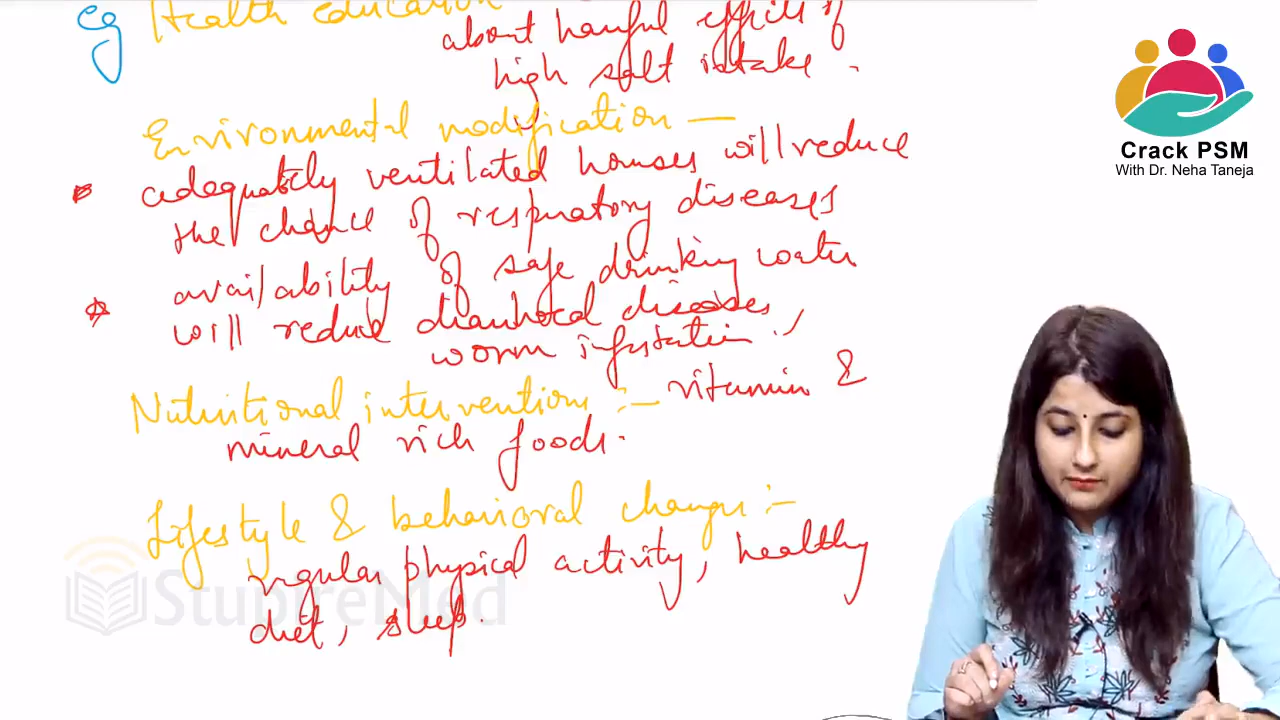 eg Health education
about harmful effects of
high salt intake.
Environmental modification —
adequately ventilated houses will reduce
the chance of respiratory diseases
availability of safe drinking water
will reduce diarrhoeal diseases,
worm infestation.
Nutritional interventions :- vitamin &
mineral rich foods.
Lifestyle & behavioral changes :-
regular physical activity, healthy
diet, sleep.
Crack PSM
With Dr. Neha Taneja
StupireMed